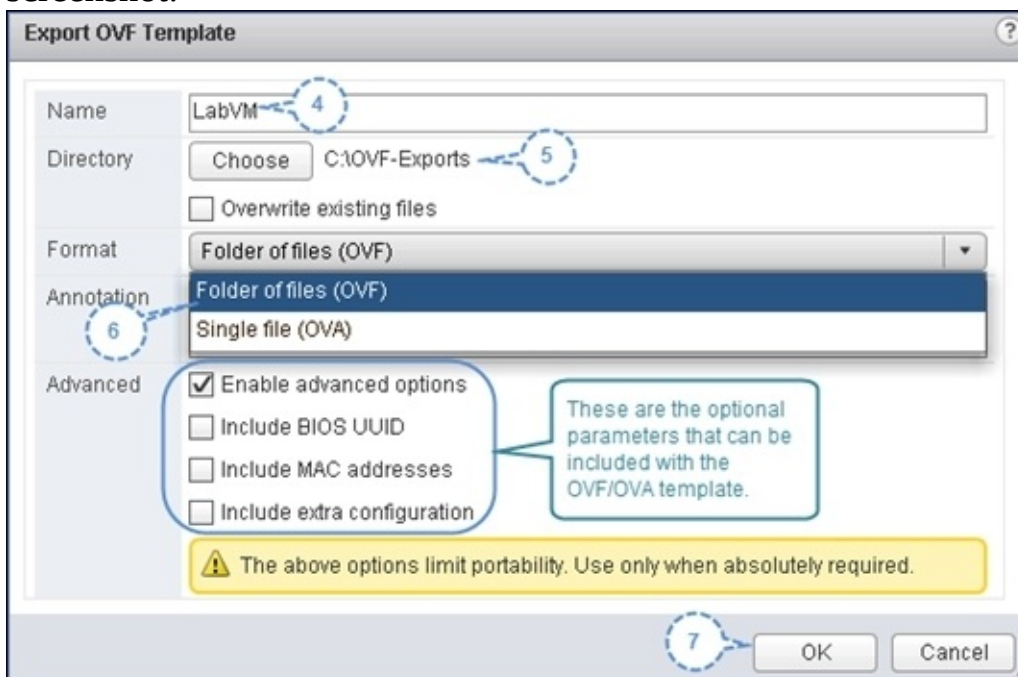 screenshot:
Export OVF Template
?
Name
LabVM
4
Directory
Choose
C:\OVF-Exports
5
Overwrite existing files
Format
Folder of files (OVF)
Annotation
Folder of files (OVF)
6
Single file (OVA)
Advanced
Enable advanced options
Include BIOS UUID
Include MAC addresses
Include extra configuration
These are the optional
parameters that can be
included with the
OVF/OVA template.
The above options limit portability. Use only when absolutely required.
7
OK
Cancel